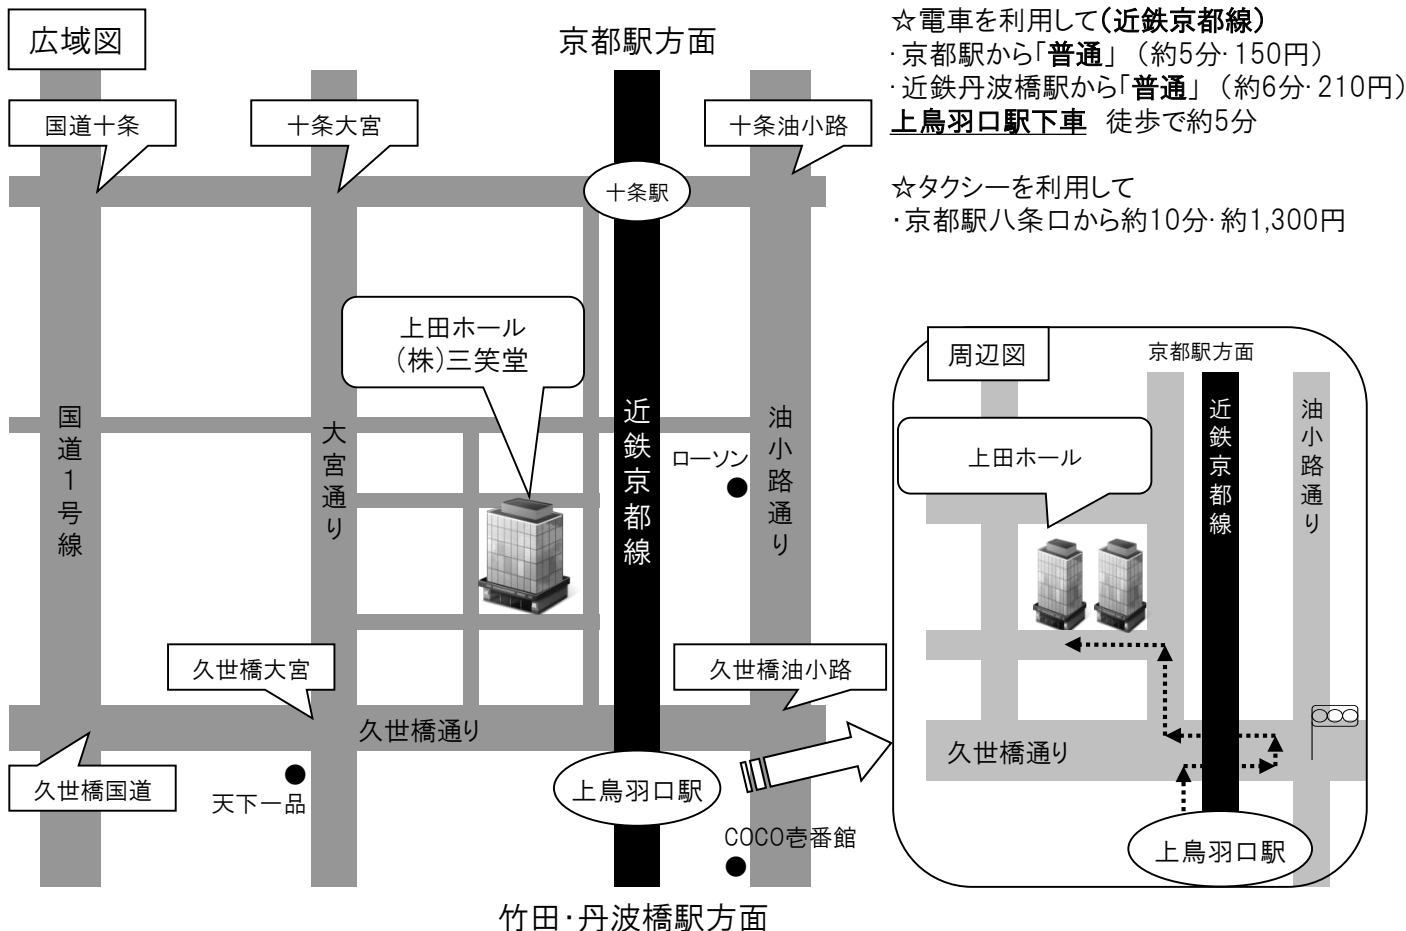 広域図
京都駅方面
国道十条
十条大宮
十条油小路
十条駅
上田ホール
(株)三笑堂
国道1号線
大宮通り
近鉄京都線
油小路通り
ローソン
久世橋大宮
久世橋油小路
久世橋通り
久世橋国道
天下一品
上鳥羽口駅
COCO壱番館
竹田・丹波橋駅方面
☆電車を利用して(近鉄京都線)
・京都駅から「普通」(約5分・150円)
・近鉄丹波橋駅から「普通」(約6分・210円)
上鳥羽口駅下車 徒歩で約5分
☆タクシーを利用して
・京都駅八条口から約10分・約1,300円
周辺図
京都駅方面
上田ホール
近鉄京都線
油小路通り
久世橋通り
上鳥羽口駅